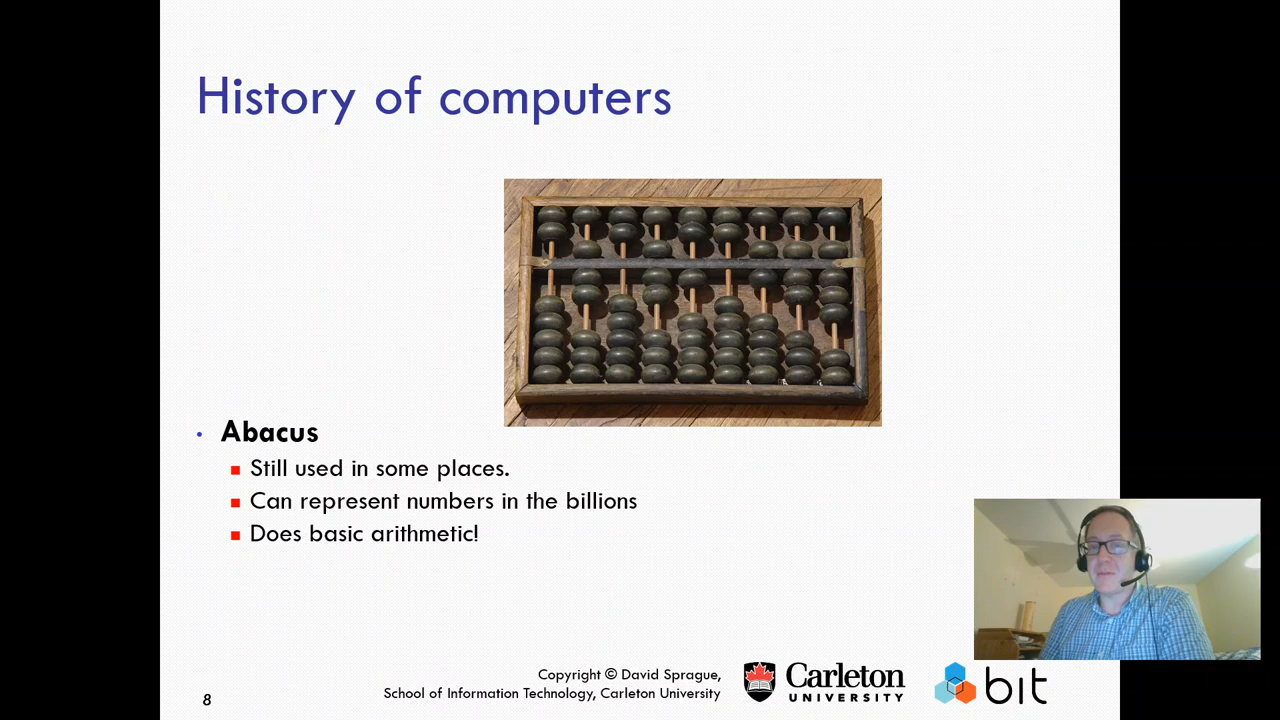 History of computers
• Abacus
Still used in some places.
Can represent numbers in the billions
Does basic arithmetic!
Copyright © David Sprague,
School of Information Technology, Carleton University
Carleton
UNIVERSITY
bit
8